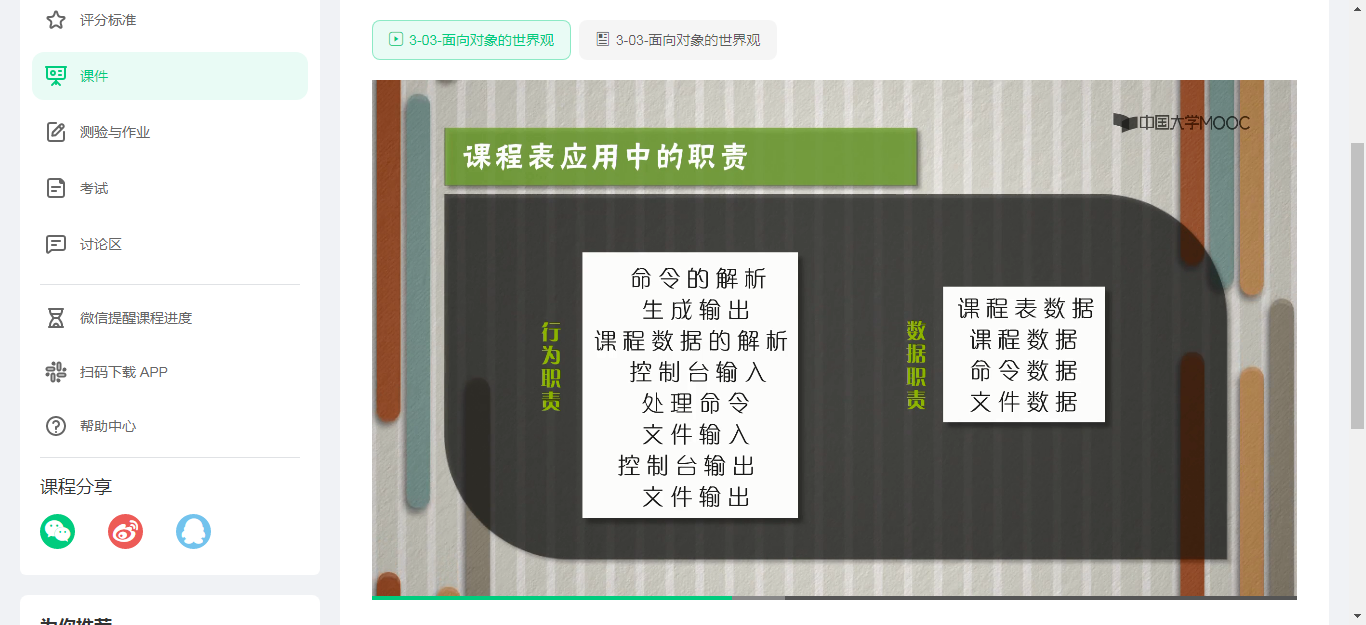 评分标准
课件
测验与作业
考试
讨论区
微信提醒课程进度
扫码下载 APP
帮助中心
课程分享
为你推荐
3-03-面向对象的世界观
3-03-面向对象的世界观
中国大学MOOC
课程表应用中的职责
行为职责
命令的解析
生成输出
课程数据的解析
控制台输入
处理命令
文件输入
控制台输出
文件输出
数据职责
课程表数据
课程数据
命令数据
文件数据